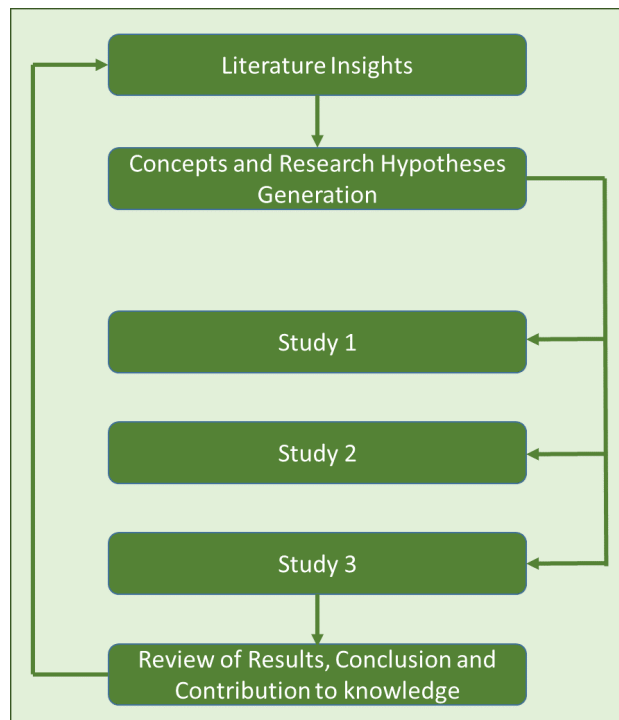 Literature Insights
Concepts and Research Hypotheses
Generation
Study 1
Study 2
Study 3
Review of Results, Conclusion and
Contribution to knowledge